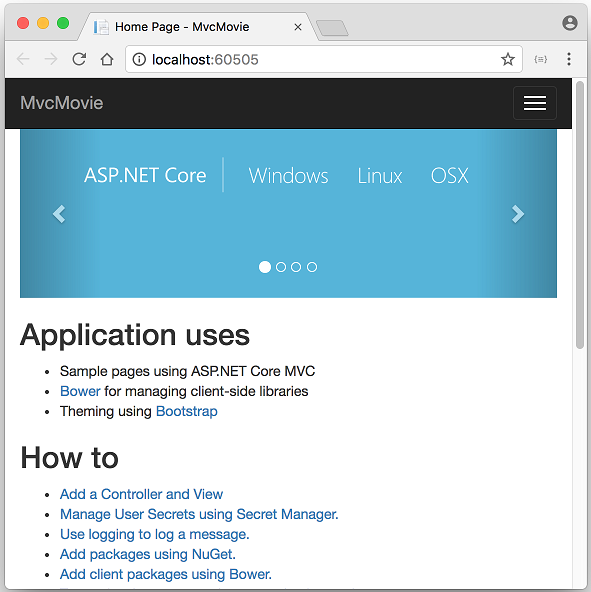 Home Page - MvcMovie
localhost:60505
MvcMovie
ASP.NET Core Windows Linux OSX
Application uses
Sample pages using ASP.NET Core MVC
Bower for managing client-side libraries
Theming using Bootstrap
How to
Add a Controller and View
Manage User Secrets using Secret Manager.
Use logging to log a message.
Add packages using NuGet.
Add client packages using Bower.